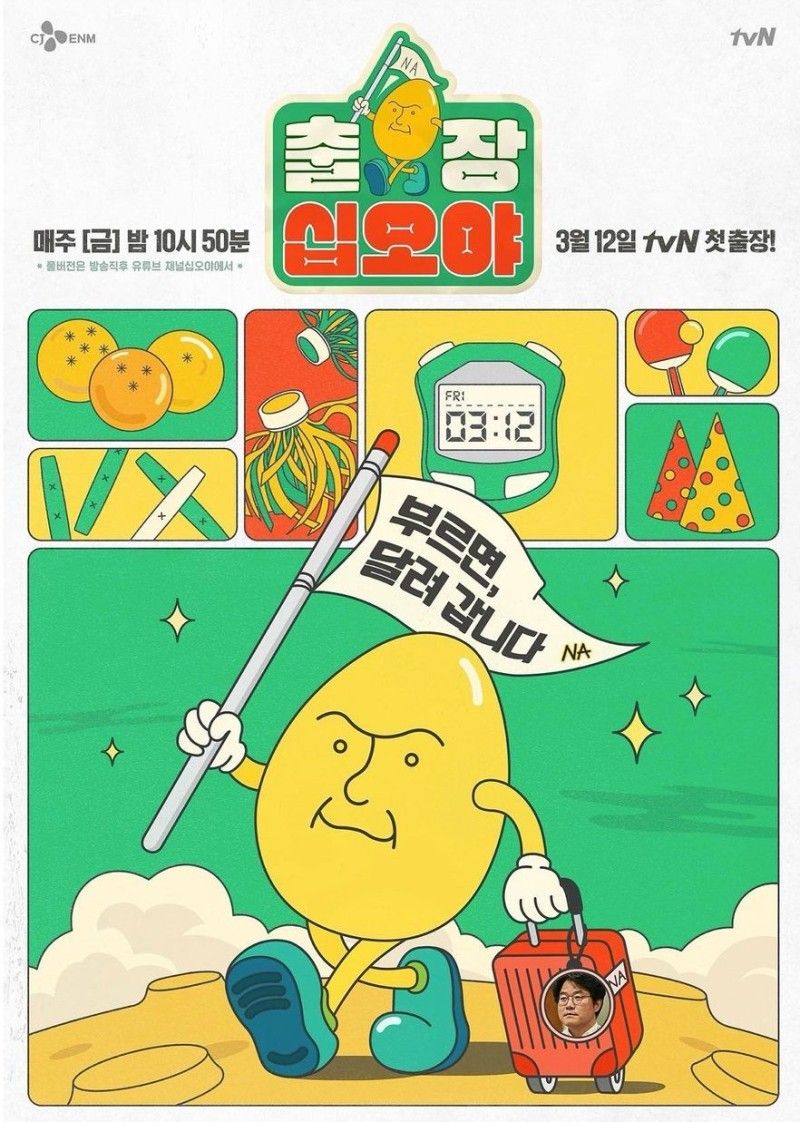 CJ ENM
tvN
NA
출장
십오야
매주 [금] 밤 10시 50분
* 풀버전은 방송직후 유튜브 채널십오야에서 *
3월 12일 tvN 첫 출장!
FRI
03:12
부르면,
달려 갑니다
NA
NA